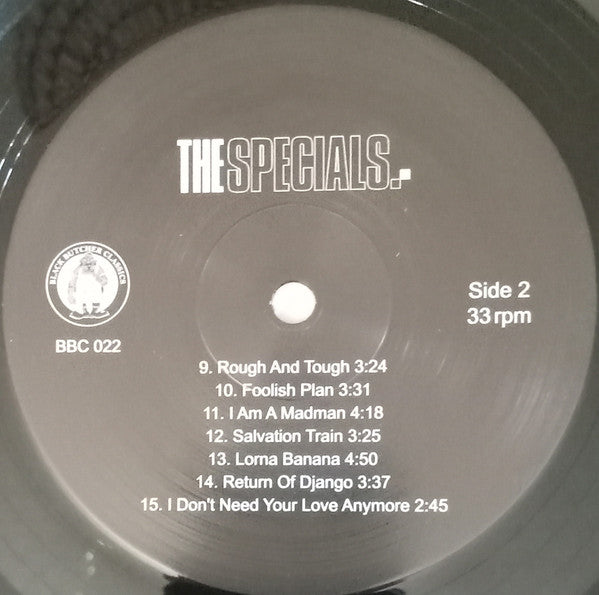 THE SPECIALS.
BLACK BUTCHER CLASSICS
BBC 022
Side 2
33 rpm
9. Rough And Tough 3:24
10. Foolish Plan 3:31
11. I Am A Madman 4:18
12. Salvation Train 3:25
13. Lorna Banana 4:50
14. Return Of Django 3:37
15. I Don't Need Your Love Anymore 2:45